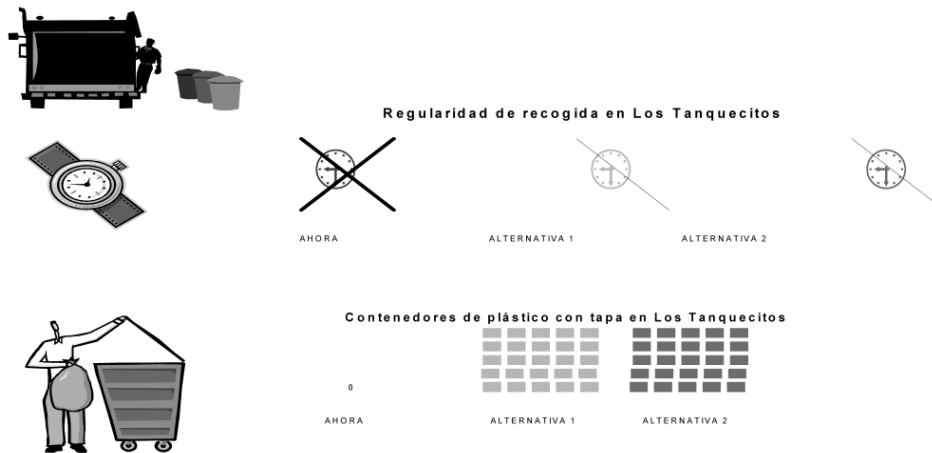 Regularidad de recogida en Los Tanquecitos
AHORA ALTERNATIVA 1 ALTERNATIVA 2
Contenedores de plástico con tapa en Los Tanquecitos
0
AHORA ALTERNATIVA 1 ALTERNATIVA 2